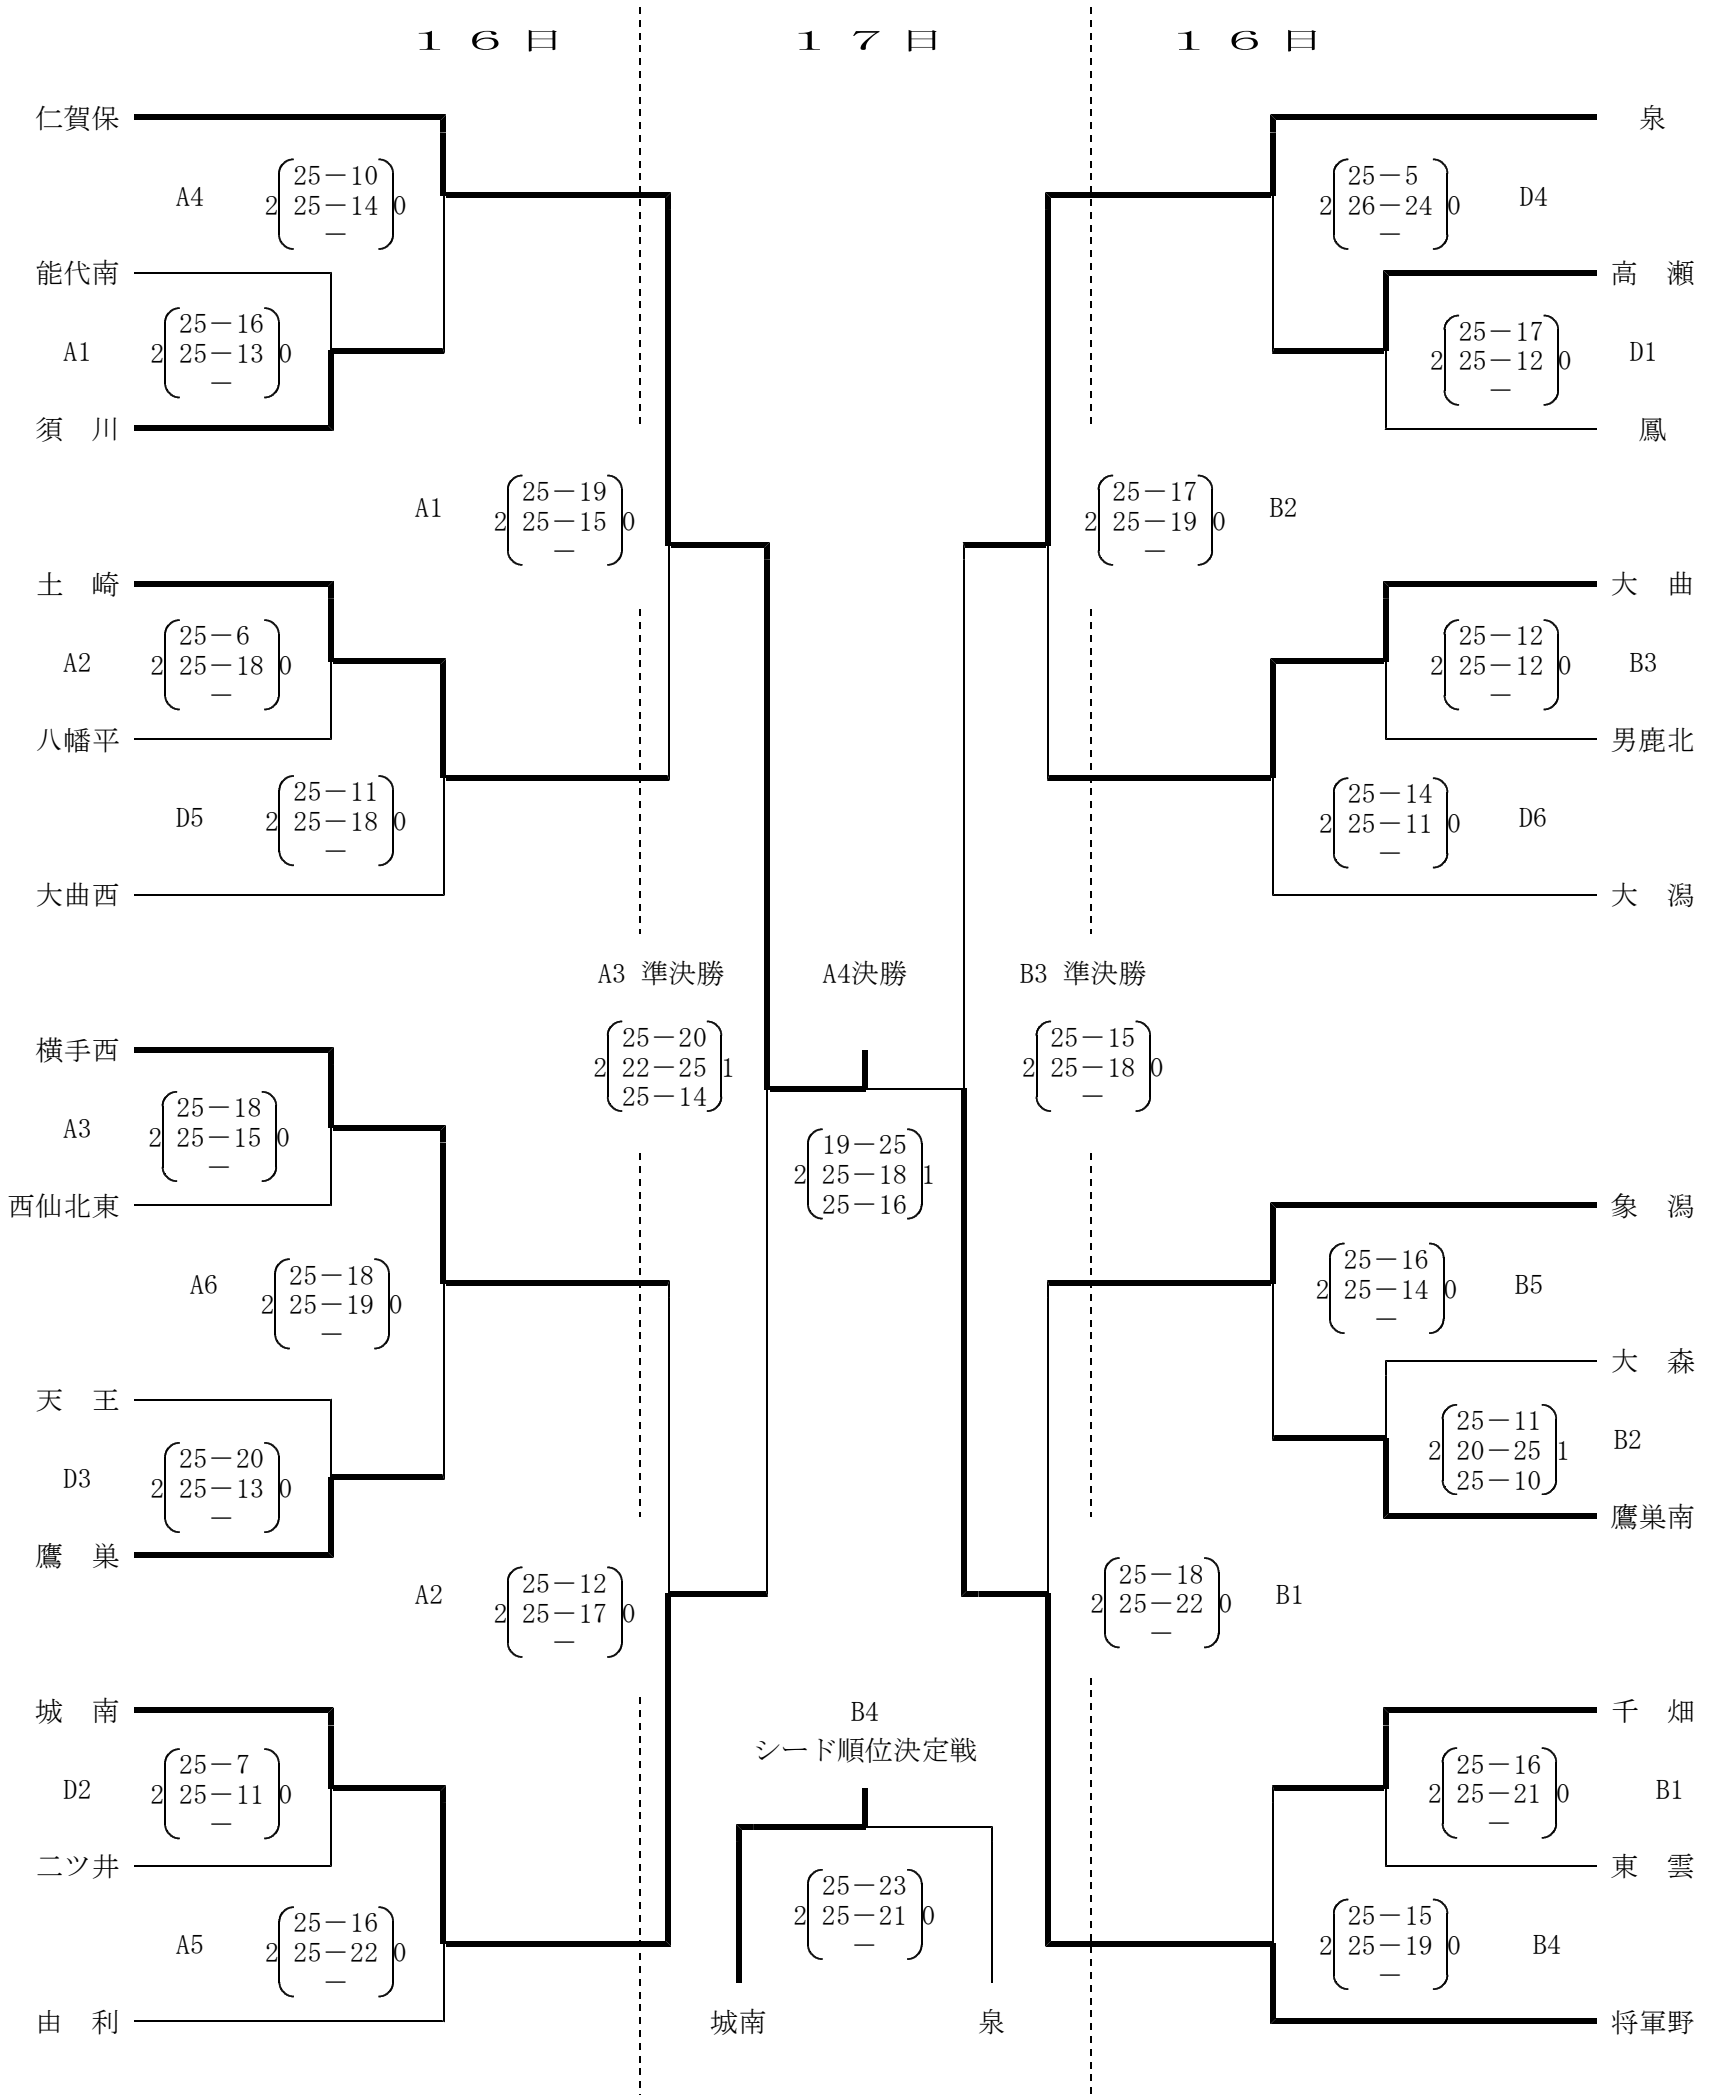 １６日　１７日　１６日
仁賀保
A4
25－10
2 25－14 0
－
能代南
A1
25－16
2 25－13 0
－
須　川
A1
25－19
2 25－15 0
－
土　崎
A2
25－6
2 25－18 0
－
八幡平
D5
25－11
2 25－18 0
－
大曲西
A3 準決勝
25－20
2 22－25 1
25－14
横手西
A3
25－18
2 25－15 0
－
西仙北東
A6
25－18
2 25－19 0
－
天　王
D3
25－20
2 25－13 0
－
鷹　巣
A2
25－12
2 25－17 0
－
城　南
D2
25－7
2 25－11 0
－
二ツ井
A5
25－16
2 25－22 0
－
由　利
A4決勝
19－25
2 25－18 1
25－16
B4
シード順位決定戦
25－23
2 25－21 0
－
城南　泉
泉
25－5
2 26－24 0
－
D4
高　瀬
25－17
2 25－12 0
－
D1
鳳
25－17
2 25－19 0
－
B2
大　曲
25－12
2 25－12 0
－
B3
男鹿北
25－14
2 25－11 0
－
D6
大　潟
B3 準決勝
25－15
2 25－18 0
－
象　潟
25－16
2 25－14 0
－
B5
大　森
25－11
2 20－25 1
25－10
B2
鷹巣南
25－18
2 25－22 0
－
B1
千　畑
25－16
2 25－21 0
－
B1
東　雲
25－15
2 25－19 0
－
B4
将軍野